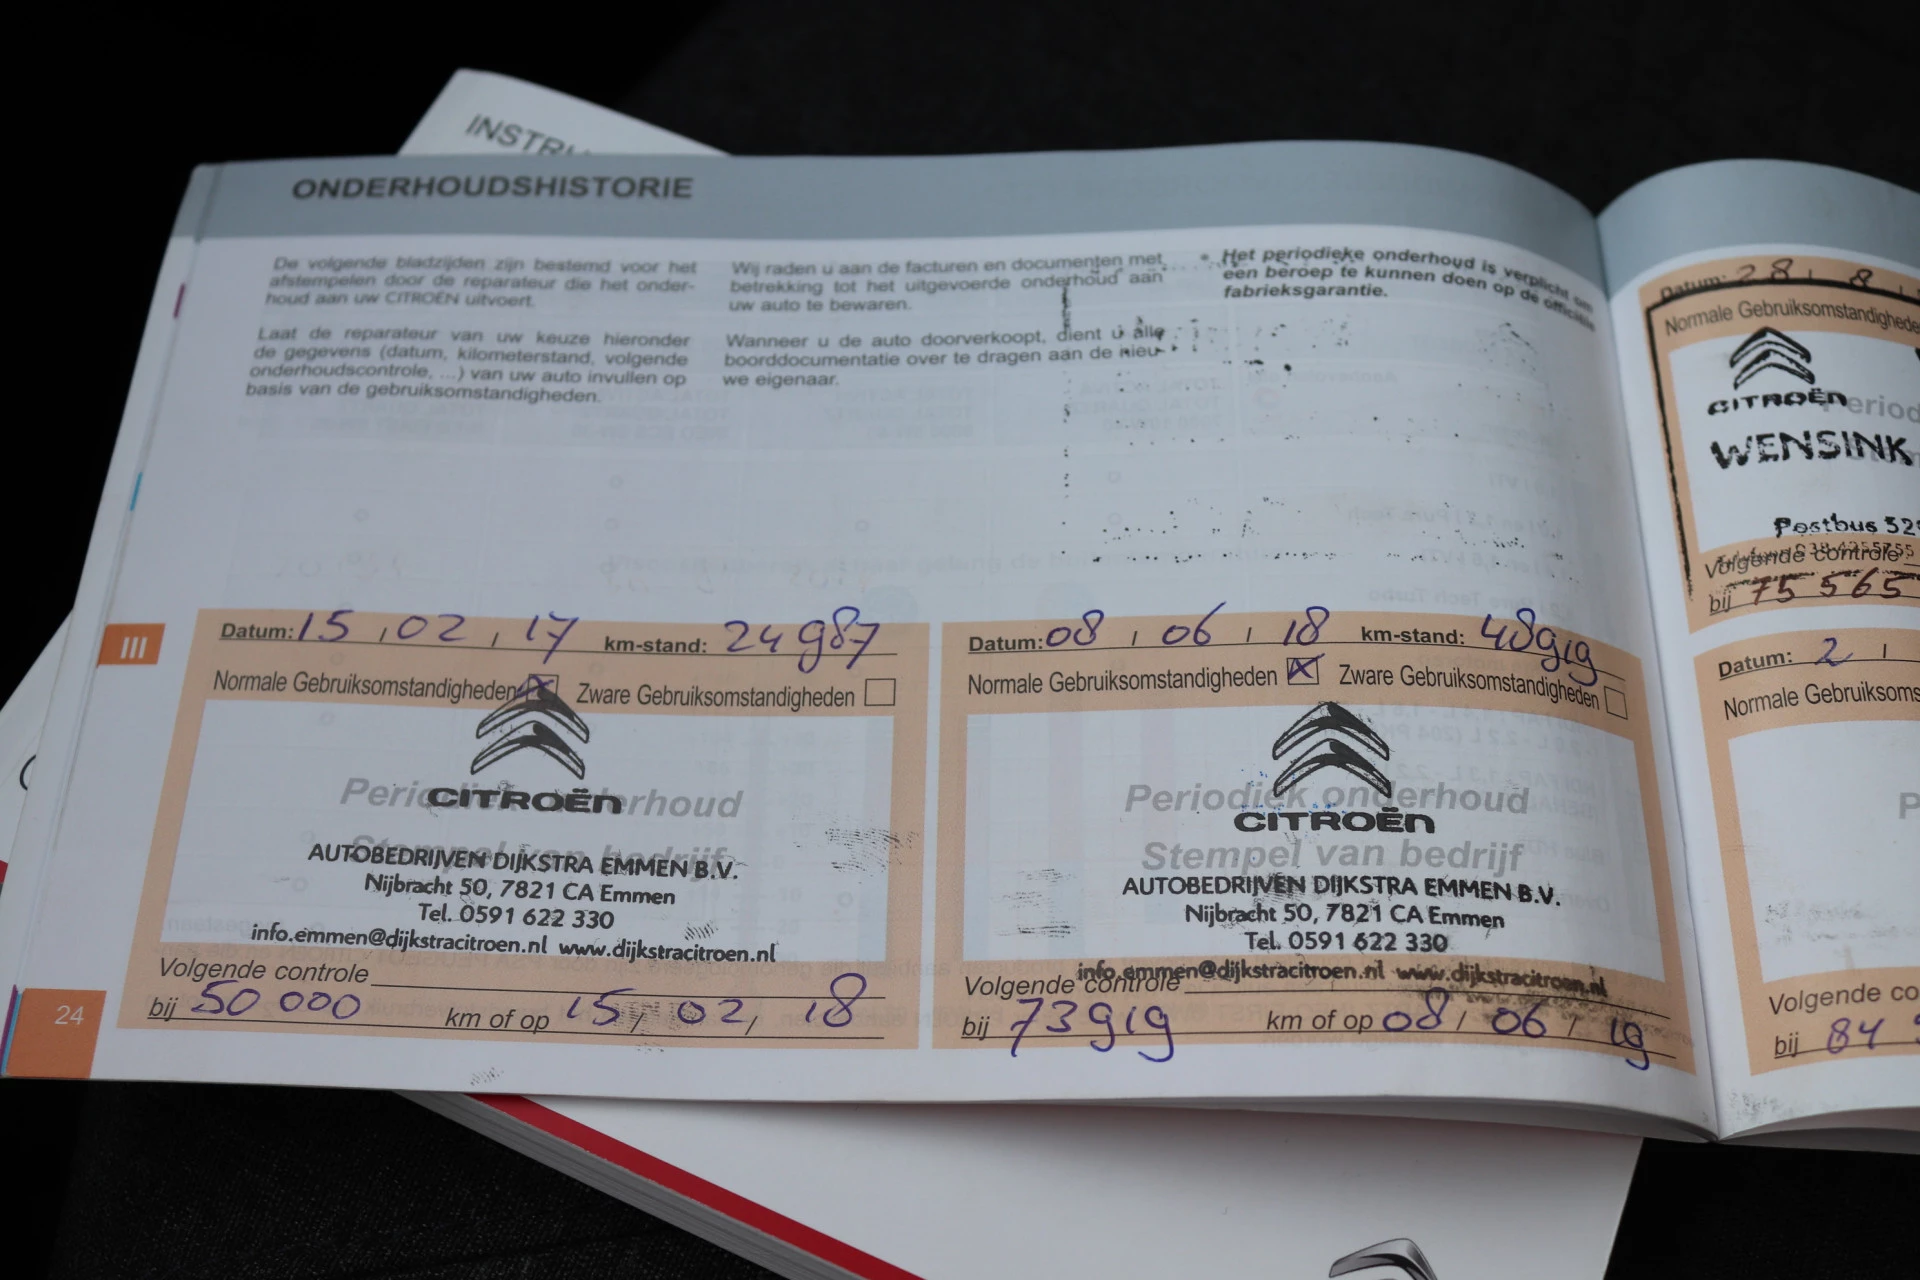 INSTRU
ONDERHOUDSHISTORIE
De volgende bladzijden zijn bestemd voor het
afstempelen door de reparateur die het onder-
houd aan uw CITROËN uitvoert.
Laat de reparateur van uw keuze hieronder
de gegevens (datum, kilometerstand, volgende
onderhoudscontrole, ...) van uw auto invullen op
basis van de gebruiksomstandigheden.
Wij raden u aan de facturen en documenten met
betrekking tot het uitgevoerde onderhoud aan
uw auto te bewaren.
Wanneer u de auto doorverkoopt, dient u alle
boorddocumentatie over te dragen aan de nieu-
we eigenaar.
• Het periodieke onderhoud is verplicht om
een beroep te kunnen doen op de officiële
fabrieksgarantie.
III
Datum: 15 / 02 / 17 km-stand: 24987
Normale Gebruiksomstandigheden Zware Gebruiksomstandigheden
Periodiek onderhoud
CITROËN
Stempel van bedrijf
AUTOBEDRIJVEN DIJKSTRA EMMEN B.V.
Nijbracht 50, 7821 CA Emmen
Tel. 0591 622 330
info.emmen@dijkstracitroen.nl www.dijkstracitroen.nl
Volgende controle
bij 50 000 km of op 15 / 02 / 18
24
Datum: 08 / 06 / 18 km-stand: 48919
Normale Gebruiksomstandigheden Zware Gebruiksomstandigheden
Periodiek onderhoud
CITROËN
Stempel van bedrijf
AUTOBEDRIJVEN DIJKSTRA EMMEN B.V.
Nijbracht 50, 7821 CA Emmen
Tel. 0591 622 330
info.emmen@dijkstracitroen.nl www.dijkstracitroen.nl
Volgende controle
bij 73919 km of op 08 / 06 / 19
Datum: 28 / 8 /
Normale Gebruiksomstandighede
CITROËN Period
WENSINK
Postbus 52
Volgende controle
bij 75 565
Datum: 2 /
Normale Gebruiksoms
P
Volgende co
bij 84